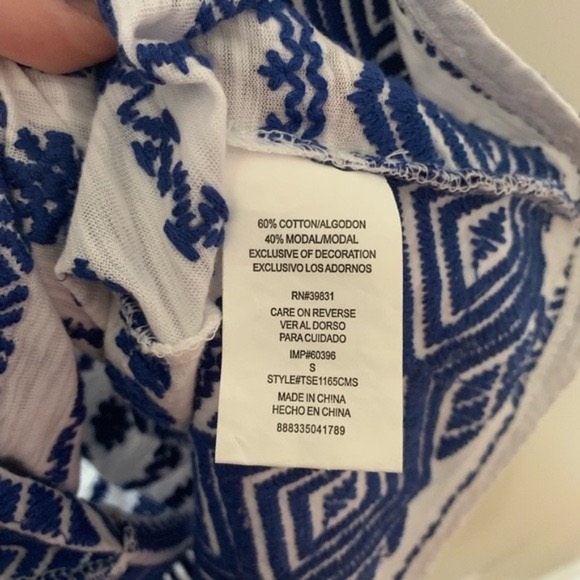 60% COTTON/ALGODON
40% MODAL/MODAL
EXCLUSIVE OF DECORATION
EXCLUSIVO LOS ADORNOS
RN#39831
CARE ON REVERSE
VER AL DORSO
PARA CUIDADO
IMP#60396
S
STYLE#TSE1165CMS
MADE IN CHINA
HECHO EN CHINA
888335041789